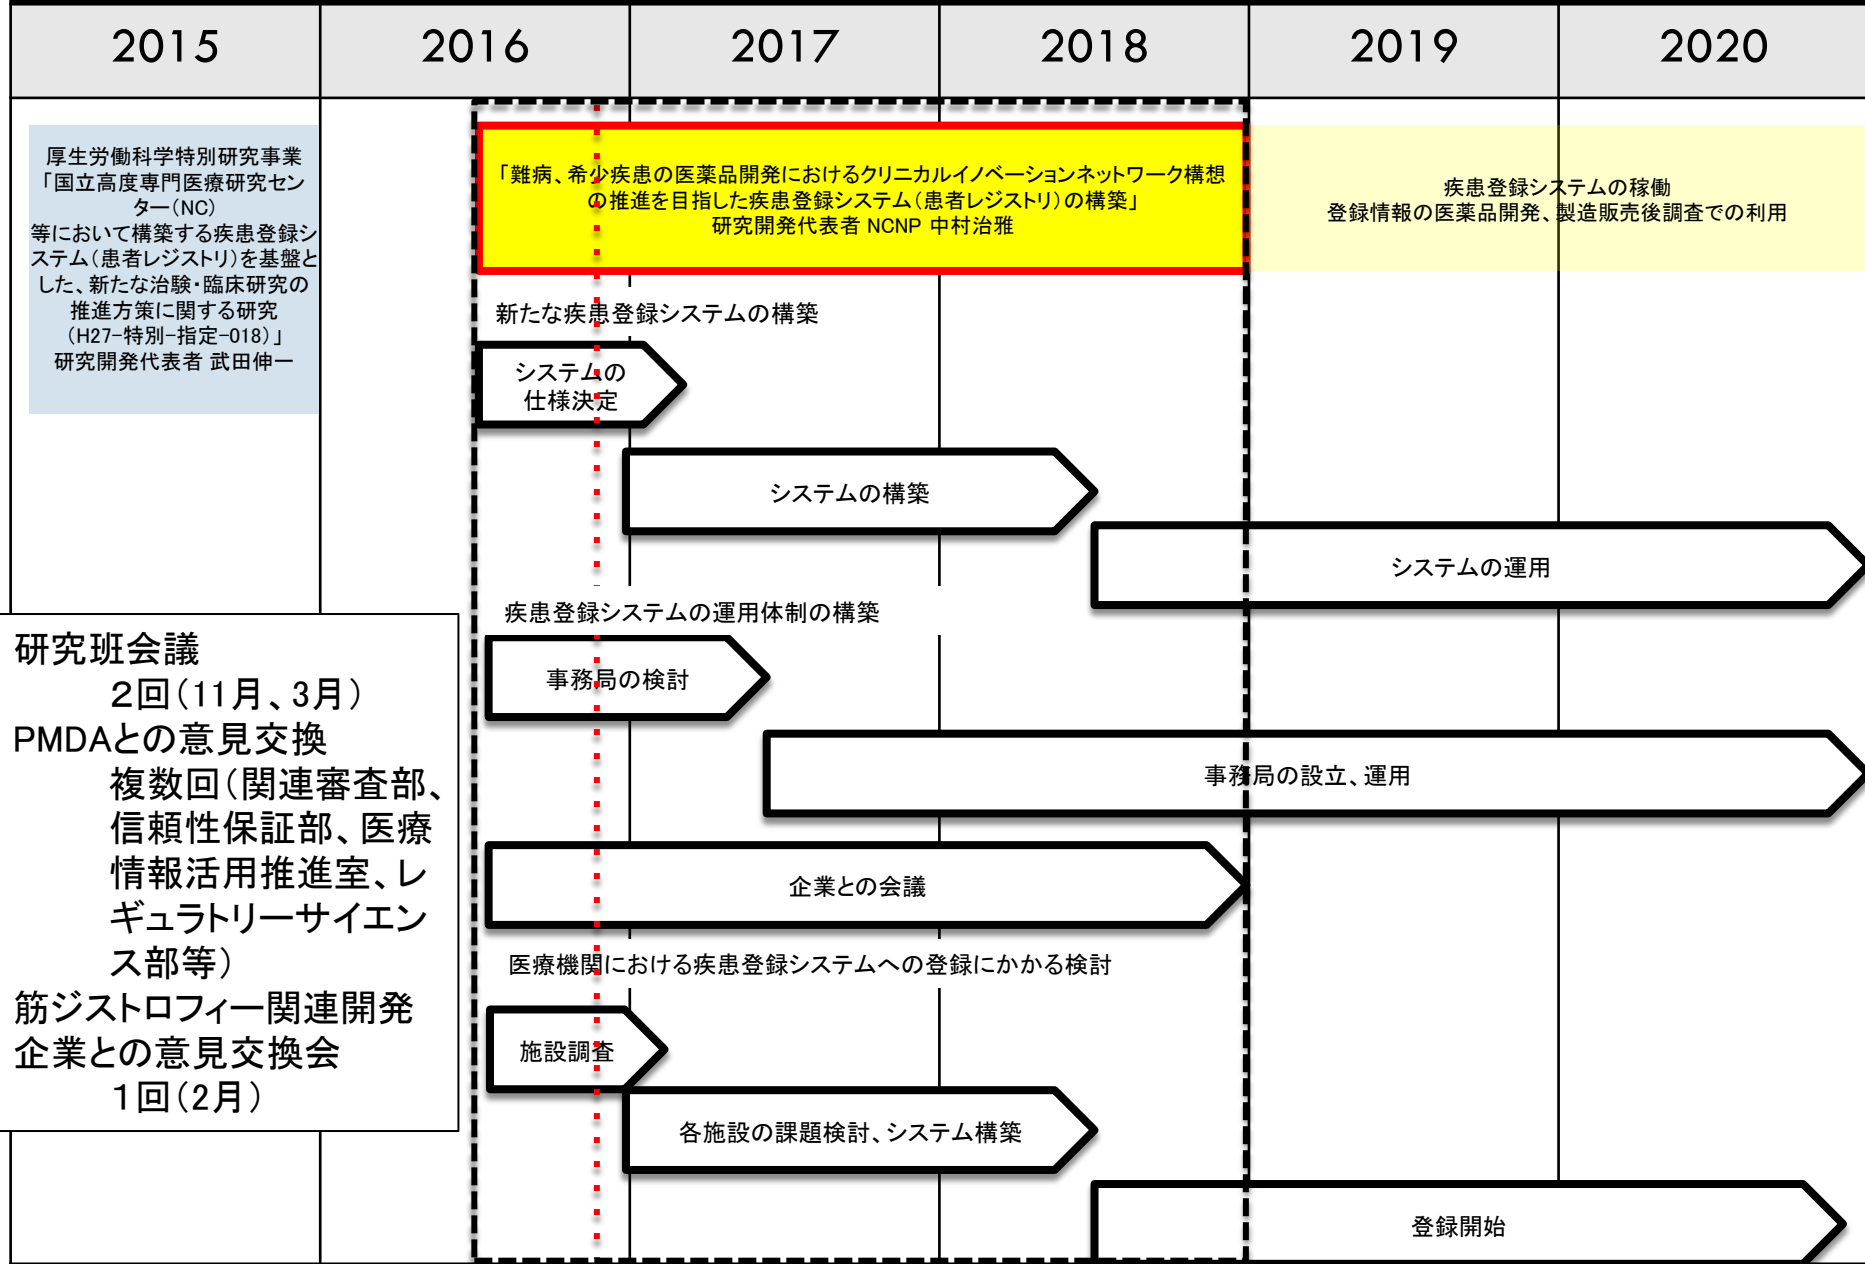 2015
2016
2017
2018
2019
2020
厚生労働科学特別研究事業
「国立高度専門医療研究セン
ター（NC）
等において構築する疾患登録シ
ステム（患者レジストリ）を基盤と
した、新たな治験・臨床研究の
推進方策に関する研究
（H27-特別-指定-018）」
研究開発代表者 武田伸一
「難病、希少疾患の医薬品開発におけるクリニカルイノベーションネットワーク構想
の推進を目指した疾患登録システム（患者レジストリ）の構築」
研究開発代表者 NCNP 中村治雅
疾患登録システムの稼働
登録情報の医薬品開発、製造販売後調査での利用
新たな疾患登録システムの構築
システムの
仕様決定
システムの構築
システムの運用
疾患登録システムの運用体制の構築
事務局の検討
事務局の設立、運用
企業との会議
医療機関における疾患登録システムへの登録にかかる検討
施設調査
各施設の課題検討、システム構築
登録開始
研究班会議
２回（11月、3月）
PMDAとの意見交換
複数回（関連審査部、
信頼性保証部、医療
情報活用推進室、レ
ギュラトリーサイエン
ス部等）
筋ジストロフィー関連開発
企業との意見交換会
１回（2月）